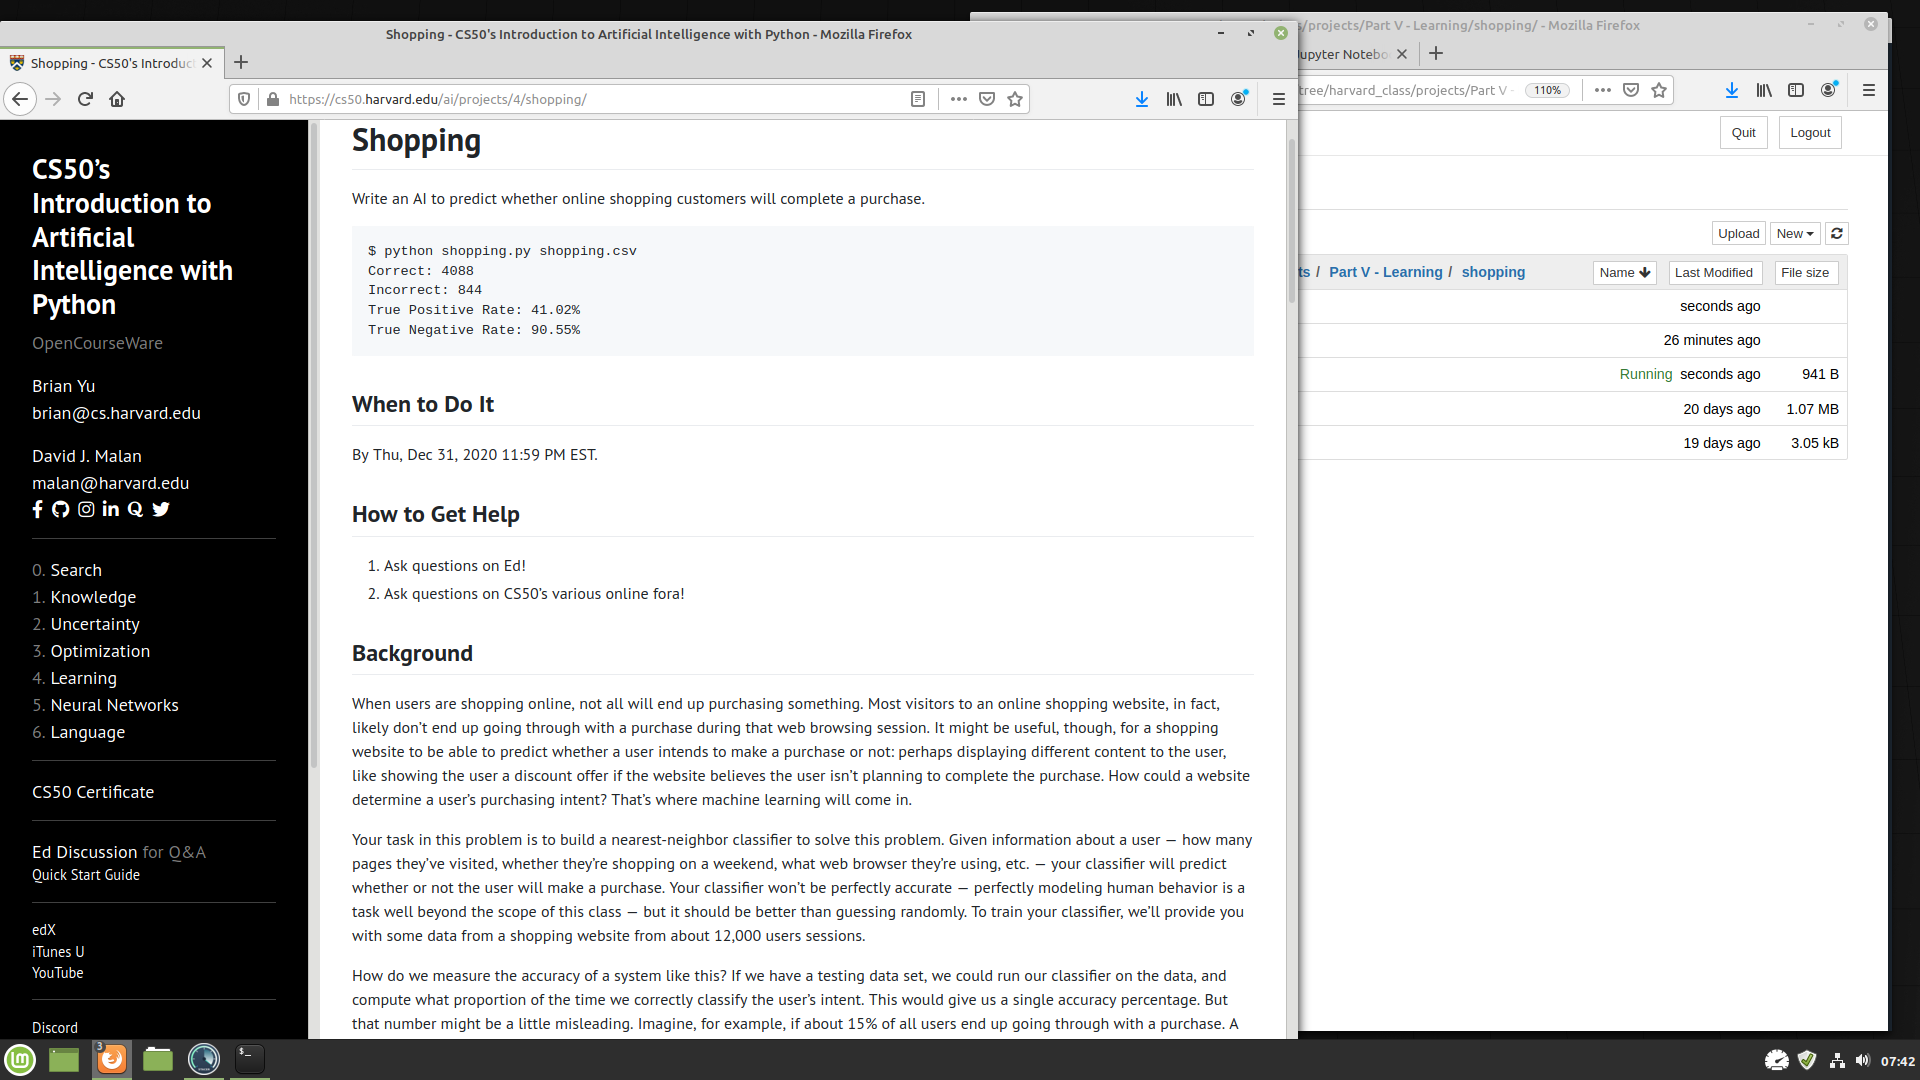 Shopping - CS50's Introduction to Artificial Intelligence with Python - Mozilla Firefox
s/projects/Part V - Learning/shopping/ - Mozilla Firefox
Shopping - CS50's Introduc
Jupyter Notebo
https://cs50.harvard.edu/ai/projects/4/shopping/
tree/harvard_class/projects/Part V -
110%
Quit
Logout
CS50’s
Introduction to
Artificial
Intelligence with
Python
OpenCourseWare
Brian Yu
brian@cs.harvard.edu
David J. Malan
malan@harvard.edu
0. Search
1. Knowledge
2. Uncertainty
3. Optimization
4. Learning
5. Neural Networks
6. Language
CS50 Certificate
Ed Discussion for Q&A
Quick Start Guide
edX
iTunes U
YouTube
Discord
Shopping
Write an AI to predict whether online shopping customers will complete a purchase.
$ python shopping.py shopping.csv
Correct: 4088
Incorrect: 844
True Positive Rate: 41.02%
True Negative Rate: 90.55%
When to Do It
By Thu, Dec 31, 2020 11:59 PM EST.
How to Get Help
1. Ask questions on Ed!
2. Ask questions on CS50’s various online fora!
Background
When users are shopping online, not all will end up purchasing something. Most visitors to an online shopping website, in fact,
likely don’t end up going through with a purchase during that web browsing session. It might be useful, though, for a shopping
website to be able to predict whether a user intends to make a purchase or not: perhaps displaying different content to the user,
like showing the user a discount offer if the website believes the user isn’t planning to complete the purchase. How could a website
determine a user’s purchasing intent? That’s where machine learning will come in.
Your task in this problem is to build a nearest-neighbor classifier to solve this problem. Given information about a user — how many
pages they’ve visited, whether they’re shopping on a weekend, what web browser they’re using, etc. — your classifier will predict
whether or not the user will make a purchase. Your classifier won’t be perfectly accurate — perfectly modeling human behavior is a
task well beyond the scope of this class — but it should be better than guessing randomly. To train your classifier, we’ll provide you
with some data from a shopping website from about 12,000 users sessions.
How do we measure the accuracy of a system like this? If we have a testing data set, we could run our classifier on the data, and
compute what proportion of the time we correctly classify the user’s intent. This would give us a single accuracy percentage. But
that number might be a little misleading. Imagine, for example, if about 15% of all users end up going through with a purchase. A
Upload
New
ts / Part V - Learning / shopping
Name
Last Modified
File size
seconds ago
26 minutes ago
Running seconds ago 941 B
20 days ago 1.07 MB
19 days ago 3.05 kB
3
$_
07:42